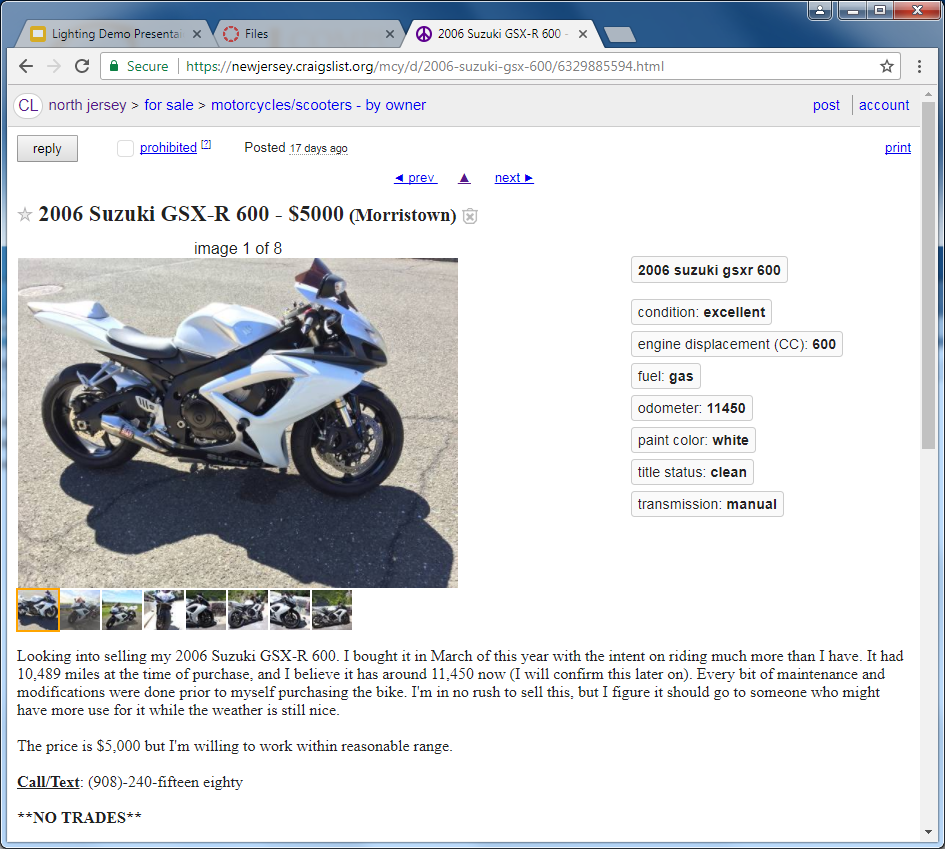 Lighting Demo Presenta
Files
2006 Suzuki GSX-R 600 -
Secure
https://newjersey.craigslist.org/mcy/d/2006-suzuki-gsx-600/6329885594.html
CL north jersey > for sale > motorcycles/scooters - by owner
post account
reply prohibited [?] Posted 17 days ago print
◄ prev ▲ next ►
☆ 2006 Suzuki GSX-R 600 - $5000 (Morristown)
image 1 of 8
SUZUKI
2006 suzuki gsxr 600
condition: excellent
engine displacement (CC): 600
fuel: gas
odometer: 11450
paint color: white
title status: clean
transmission: manual
Looking into selling my 2006 Suzuki GSX-R 600. I bought it in March of this year with the intent on riding much more than I have. It had
10,489 miles at the time of purchase, and I believe it has around 11,450 now (I will confirm this later on). Every bit of maintenance and
modifications were done prior to myself purchasing the bike. I'm in no rush to sell this, but I figure it should go to someone who might
have more use for it while the weather is still nice.
The price is $5,000 but I'm willing to work within reasonable range.
Call/Text: (908)-240-fifteen eighty
**NO TRADES**